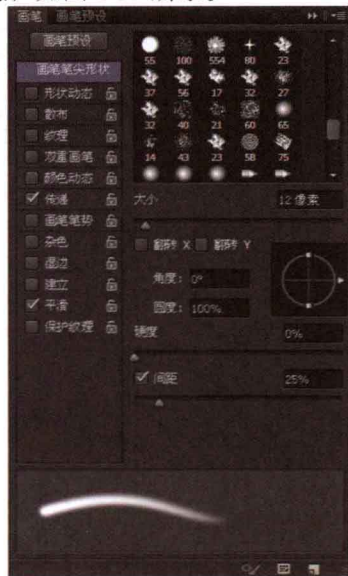 画笔 画笔预设
画笔预设
画笔笔尖形状
形状动态
散布
纹理
双重画笔
颜色动态
传递
画笔笔势
杂色
湿边
建立
平滑
保护纹理
55 100 554 80 23
37 56 17 32 27
32 40 21 60 65
14 43 23 58 75
大小 12 像素
翻转 X 翻转 Y
角度: 0°
圆度: 100%
硬度 0%
间距 25%